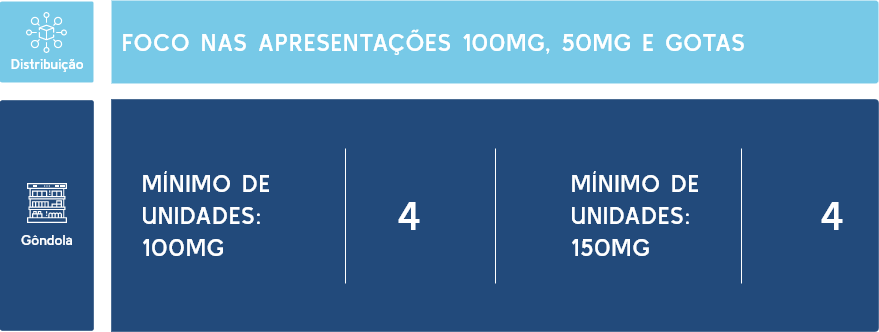 Distribuição
FOCO NAS APRESENTAÇÕES 100MG, 50MG E GOTAS
Gôndola
MÍNIMO DE
UNIDADES:
100MG
4
MÍNIMO DE
UNIDADES:
150MG
4